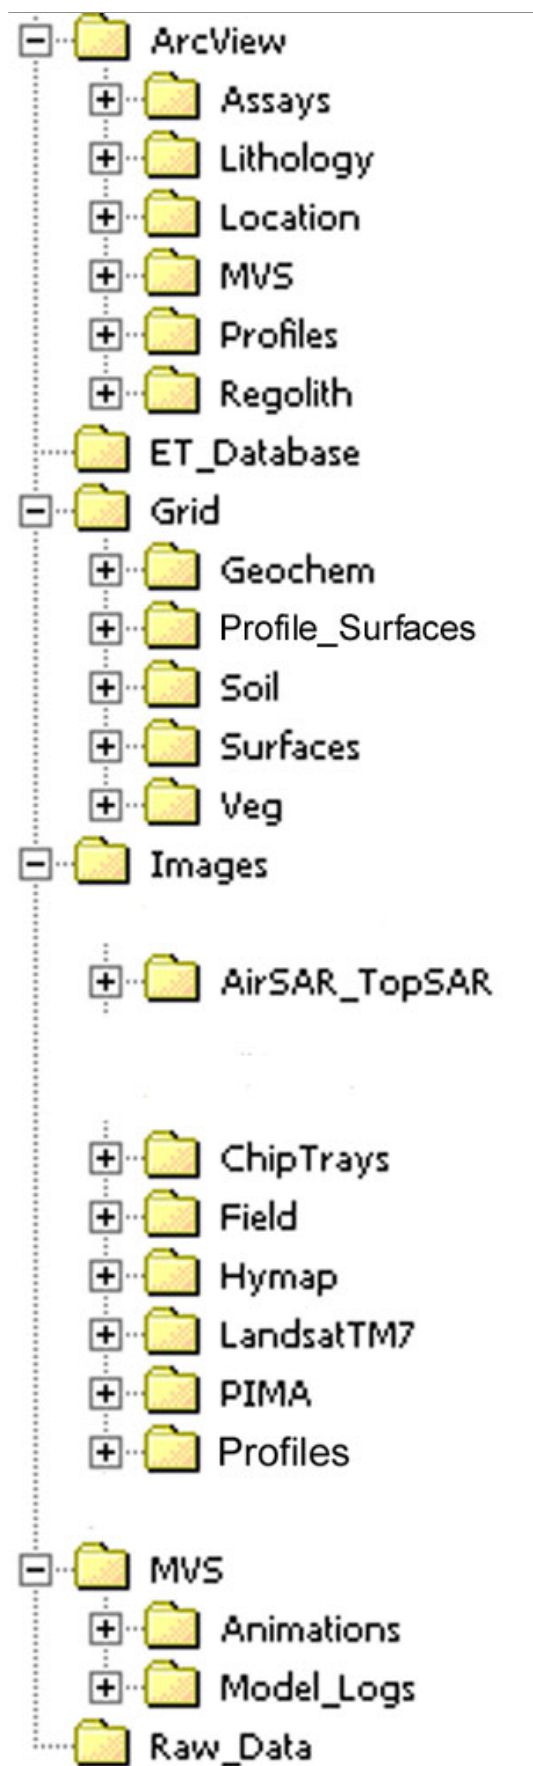 ArcView
Assays
Lithology
Location
MVS
Profiles
Regolith
ET_Database
Grid
Geochem
Profile_Surfaces
Soil
Surfaces
Veg
Images
AirSAR_TopSAR
ChipTrays
Field
Hymap
LandsatTM7
PIMA
Profiles
MVS
Animations
Model_Logs
Raw_Data